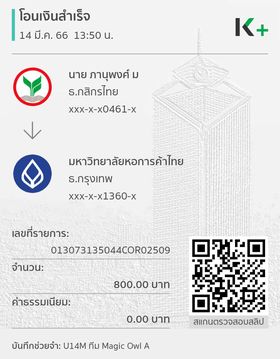 โอนเงินสำเร็จ
14 มี.ค. 66 13:50 น.
K+
นาย ภานุพงศ์ ม
ธ.กสิกรไทย
xxx-x-x0461-x
มหาวิทยาลัยหอการค้าไทย
ธ.กรุงเทพ
xxx-x-x1360-x
เลขที่รายการ:
013073135044COR02509
จำนวน:
800.00 บาท
ค่าธรรมเนียม:
0.00 บาท
สแกนตรวจสอบสลิป
บันทึกช่วยจำ: U14M ทีม Magic Owl A